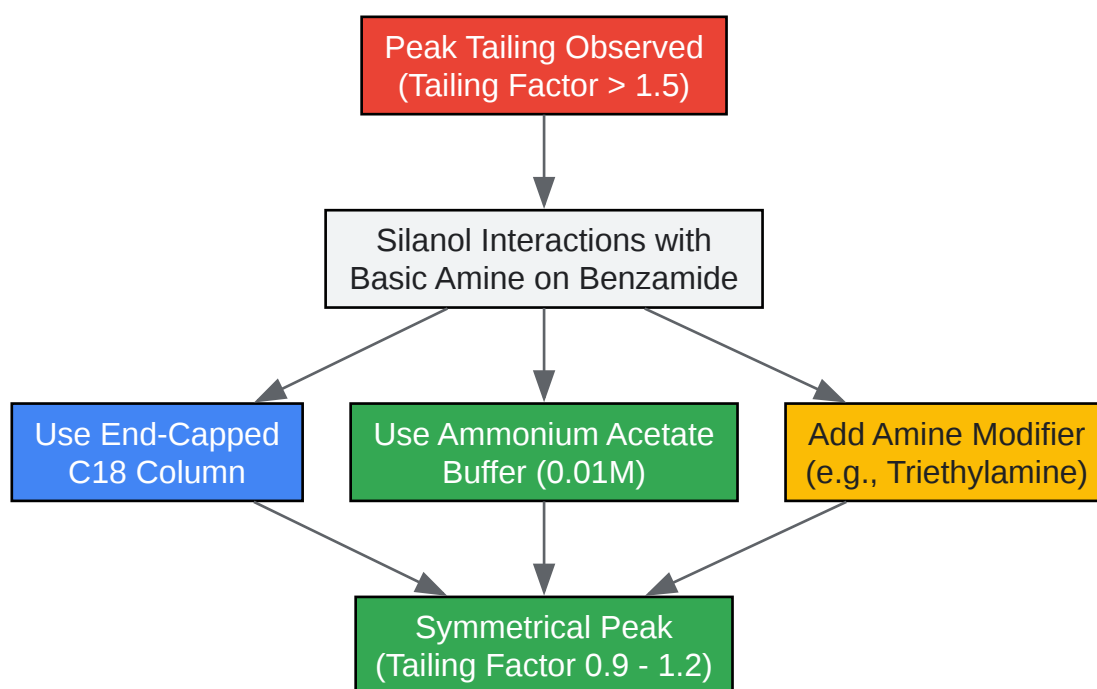 Peak Tailing Observed
(Tailing Factor > 1.5)
Silanol Interactions with
Basic Amine on Benzamide
Use End-Capped
C18 Column
Use Ammonium Acetate
Buffer (0.01M)
Add Amine Modifier
(e.g., Triethylamine)
Symmetrical Peak
(Tailing Factor 0.9 - 1.2)